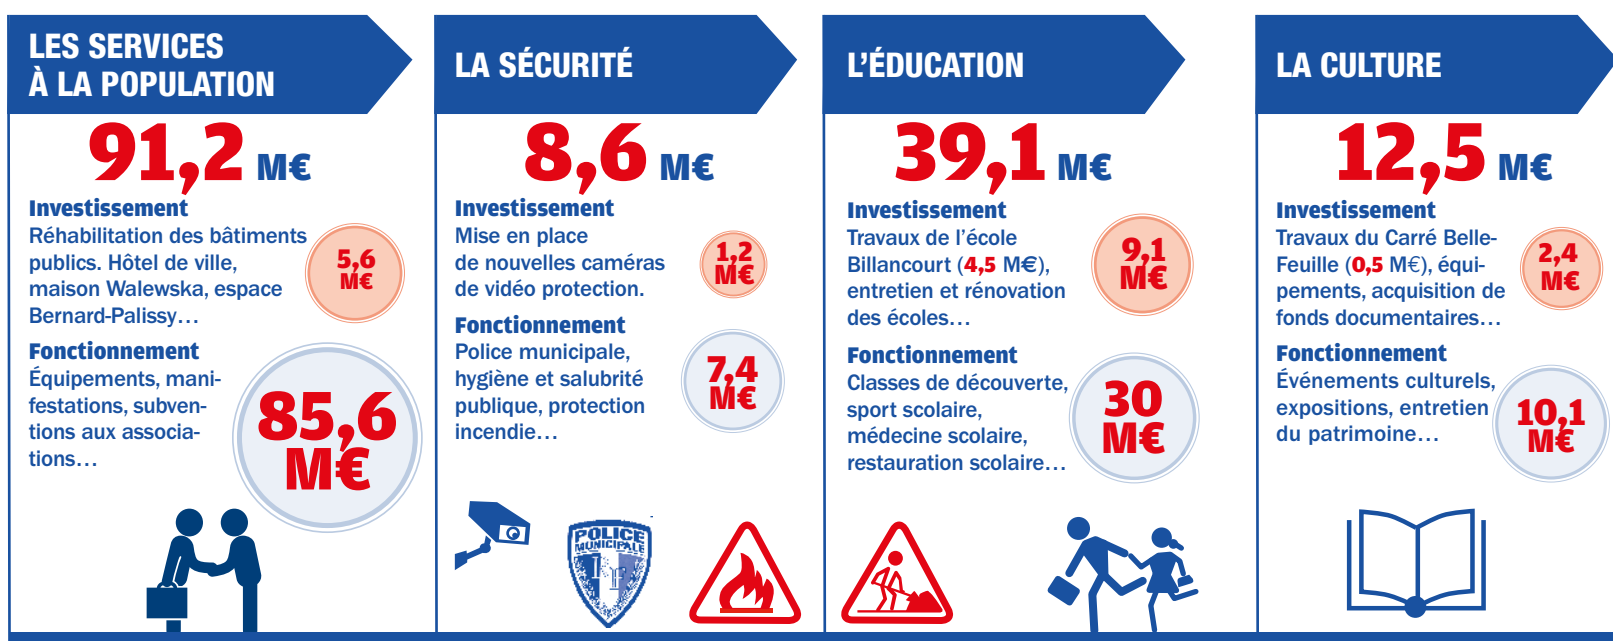 LES SERVICES
À LA POPULATION
91,2 M€
Investissement
Réhabilitation des bâtiments
publics. Hôtel de ville,
maison Walewska, espace
Bernard-Palissy…
5,6
M€
Fonctionnement
Équipements, mani-
festations, subven-
tions aux associa-
tions…
85,6
M€
LA SÉCURITÉ
8,6 M€
Investissement
Mise en place
de nouvelles caméras
de vidéo protection.
1,2
M€
Fonctionnement
Police municipale,
hygiène et salubrité
publique, protection
incendie…
7,4
M€
POLICE
MUNICIPALE
L'ÉDUCATION
39,1 M€
Investissement
Travaux de l'école
Billancourt (4,5 M€),
entretien et rénovation
des écoles…
9,1
M€
Fonctionnement
Classes de découverte,
sport scolaire,
médecine scolaire,
restauration scolaire…
30
M€
LA CULTURE
12,5 M€
Investissement
Travaux du Carré Belle-
Feuille (0,5 M€), équi-
pements, acquisition de
fonds documentaires…
2,4
M€
Fonctionnement
Événements culturels,
expositions, entretien
du patrimoine…
10,1
M€